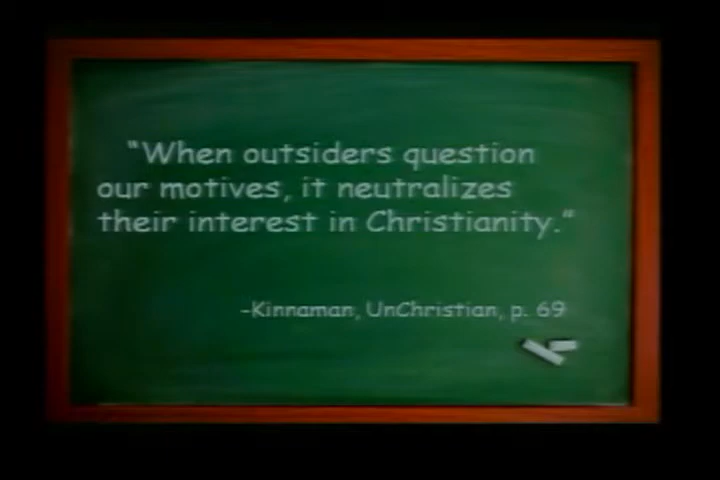 “When outsiders question
our motives, it neutralizes
their interest in Christianity.”
-Kinnaman, UnChristian, p. 69